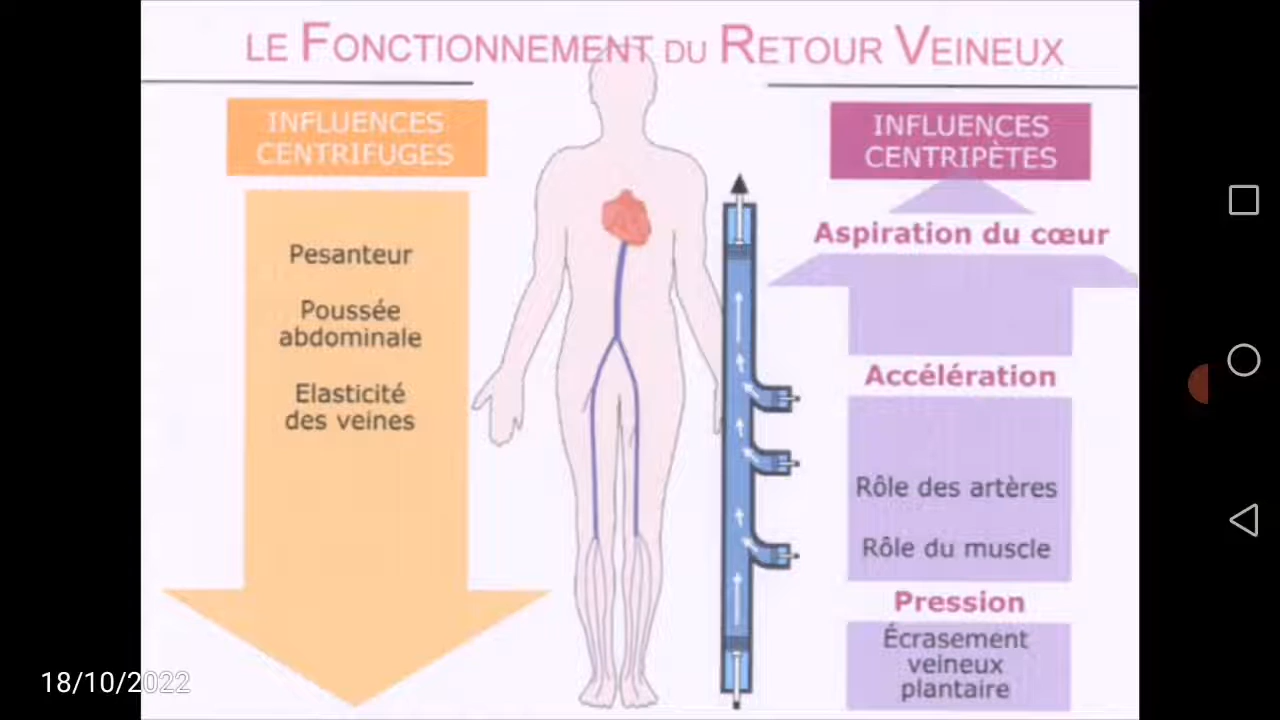 LE FONCTIONNEMENT DU RETOUR VEINEUX
INFLUENCES
CENTRIFUGES
Pesanteur
Poussée
abdominale
Elasticité
des veines
INFLUENCES
CENTRIPÈTES
Aspiration du cœur
Accélération
Rôle des artères
Rôle du muscle
Pression
Écrasement
veineux
plantaire
18/10/2022